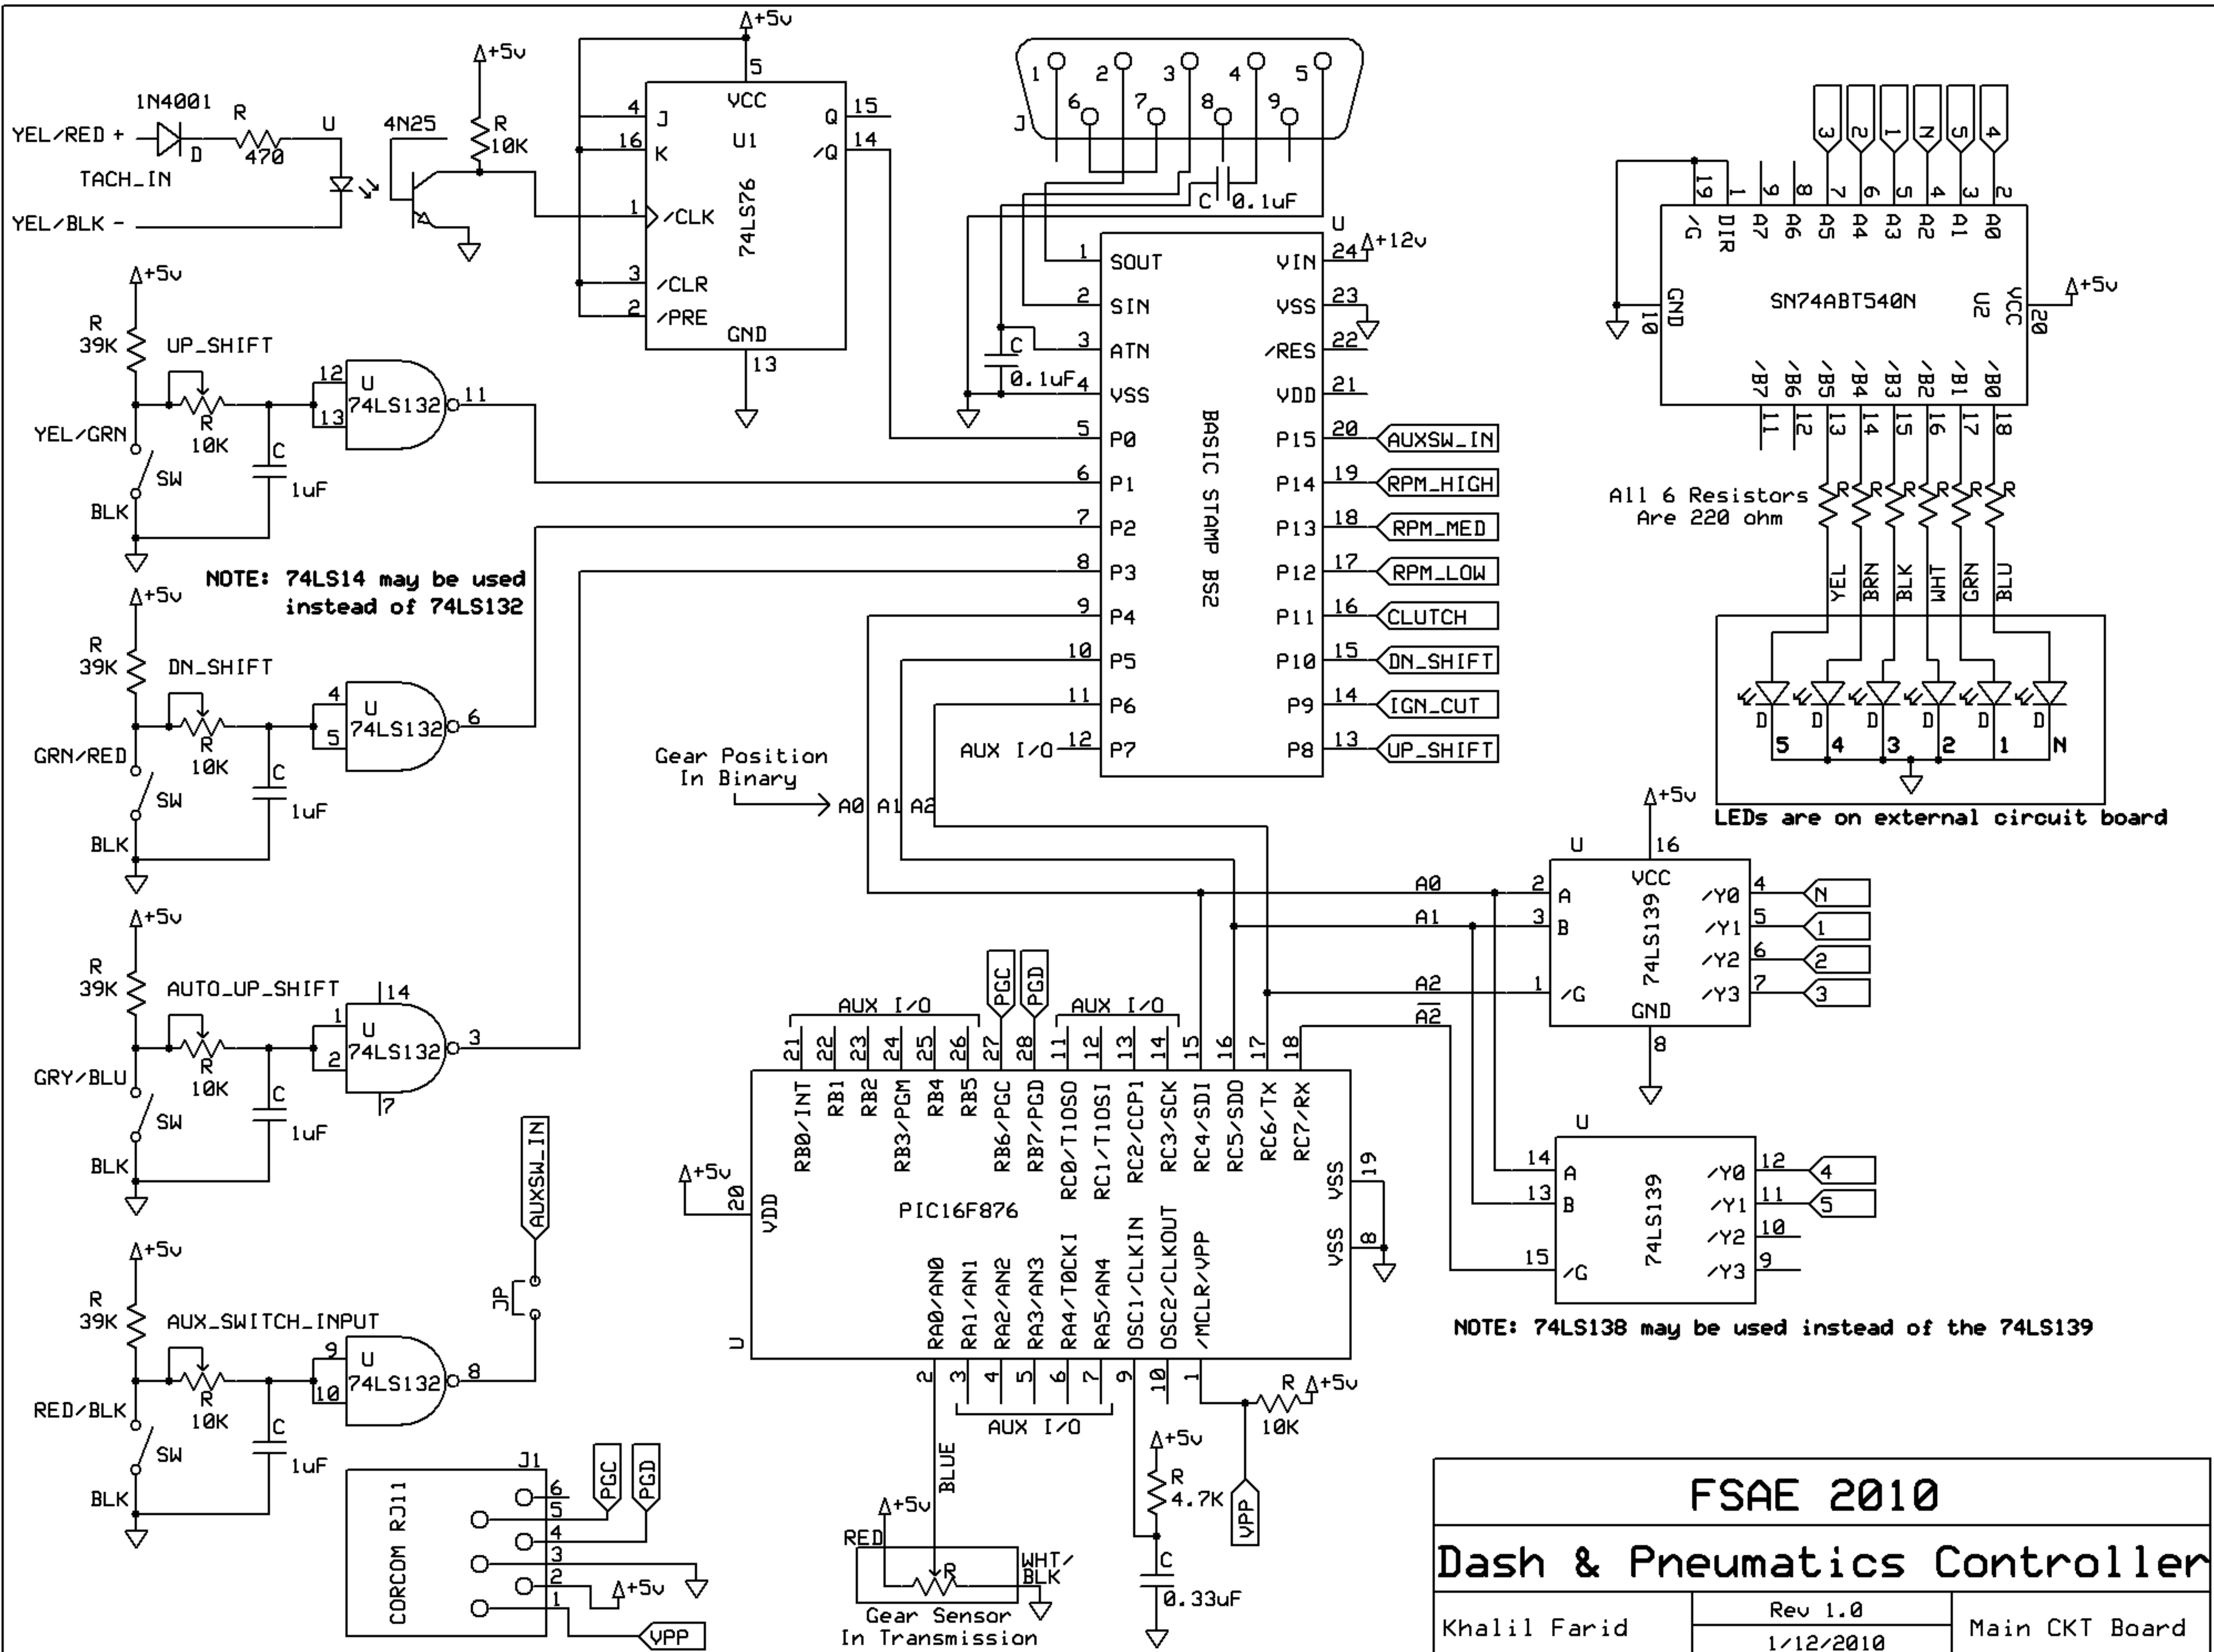 +5v
5
VCC
4
J
16
K
U1
74LS76
Q
15
/Q
14
1
/CLK
3
/CLR
2
/PRE
GND
13
1N4001
YEL/RED +
D
R
470
U
4N25
+5v
R
10K
TACH_IN
YEL/BLK -
1
2
3
4
5
6
7
8
9
J
C
0.1uF
C
0.1uF
U
+12v
1
SOUT
VIN
24
2
SIN
VSS
23
3
ATN
/RES
22
4
VSS
VDD
21
5
P0
P15
20
AUXSW_IN
6
P1
P14
19
RPM_HIGH
7
P2
P13
18
RPM_MED
8
P3
P12
17
RPM_LOW
9
P4
P11
16
CLUTCH
10
P5
P10
15
DN_SHIFT
11
P6
P9
14
IGN_CUT
AUX I/O
12
P7
P8
13
UP_SHIFT
BASIC STAMP BS2
+5v
R
39K
UP_SHIFT
R
10K
YEL/GRN
SW
BLK
C
1uF
12
13
U
74LS132
11
NOTE: 74LS14 may be used
instead of 74LS132
+5v
R
39K
DN_SHIFT
R
10K
GRN/RED
SW
BLK
C
1uF
4
5
U
74LS132
6
+5v
R
39K
AUTO_UP_SHIFT
R
10K
GRY/BLU
SW
BLK
C
1uF
14
1
2
U
74LS132
3
7
+5v
R
39K
AUX_SWITCH_INPUT
R
10K
RED/BLK
SW
BLK
C
1uF
9
10
U
74LS132
8
JP
AUXSW_IN
Gear Position
In Binary
A0 A1 A2
3
2
1
N
5
4
19
1
9
8
7
6
5
4
3
2
/G
DIR
A7
A6
A5
A4
A3
A2
A1
A0
GND
10
SN74ABT540N
U2
VCC
20
+5v
/B7
/B6
/B5
/B4
/B3
/B2
/B1
/B0
11
12
13
14
15
16
17
18
All 6 Resistors
Are 220 ohm
R
R
R
R
R
R
YEL
BRN
BLK
WHT
GRN
BLU
D
D
D
D
D
D
5
4
3
2
1
N
LEDs are on external circuit board
+5v
U
16
VCC
A0
2
A
A1
3
B
A2
1
/G
74LS139
/Y0
4
N
/Y1
5
1
/Y2
6
2
/Y3
7
3
GND
8
A̅2̅
U
14
A
13
B
15
/G
74LS139
/Y0
12
4
/Y1
11
5
/Y2
10
/Y3
9
NOTE: 74LS138 may be used instead of the 74LS139
AUX I/O
PGC
PGD
AUX I/O
21
22
23
24
25
26
27
28
11
12
13
14
15
16
17
18
RB0/INT
RB1
RB2
RB3/PGM
RB4
RB5
RB6/PGC
RB7/PGD
RC0/T1OSO
RC1/T1OSI
RC2/CCP1
RC3/SCK
RC4/SDI
RC5/SDO
RC6/TX
RC7/RX
+5v
20
VDD
PIC16F876
VSS
19
VSS
8
U
RA0/AN0
RA1/AN1
RA2/AN2
RA3/AN3
RA4/T0CKI
RA5/AN4
OSC1/CLKIN
OSC2/CLKOUT
/MCLR/VPP
2
3
4
5
6
7
9
10
1
AUX I/O
R
10K
+5v
VPP
+5v
R
4.7K
C
0.33uF
BLUE
+5v
RED
R
WHT/
BLK
Gear Sensor
In Transmission
J1
CORCOM RJ11
6
5
4
3
2
1
PGC
PGD
+5v
VPP
FSAE 2010
Dash & Pneumatics Controller
Khalil Farid
Rev 1.0
1/12/2010
Main CKT Board